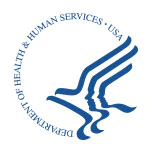 DEPARTMENT OF HEALTH & HUMAN SERVICES • USA